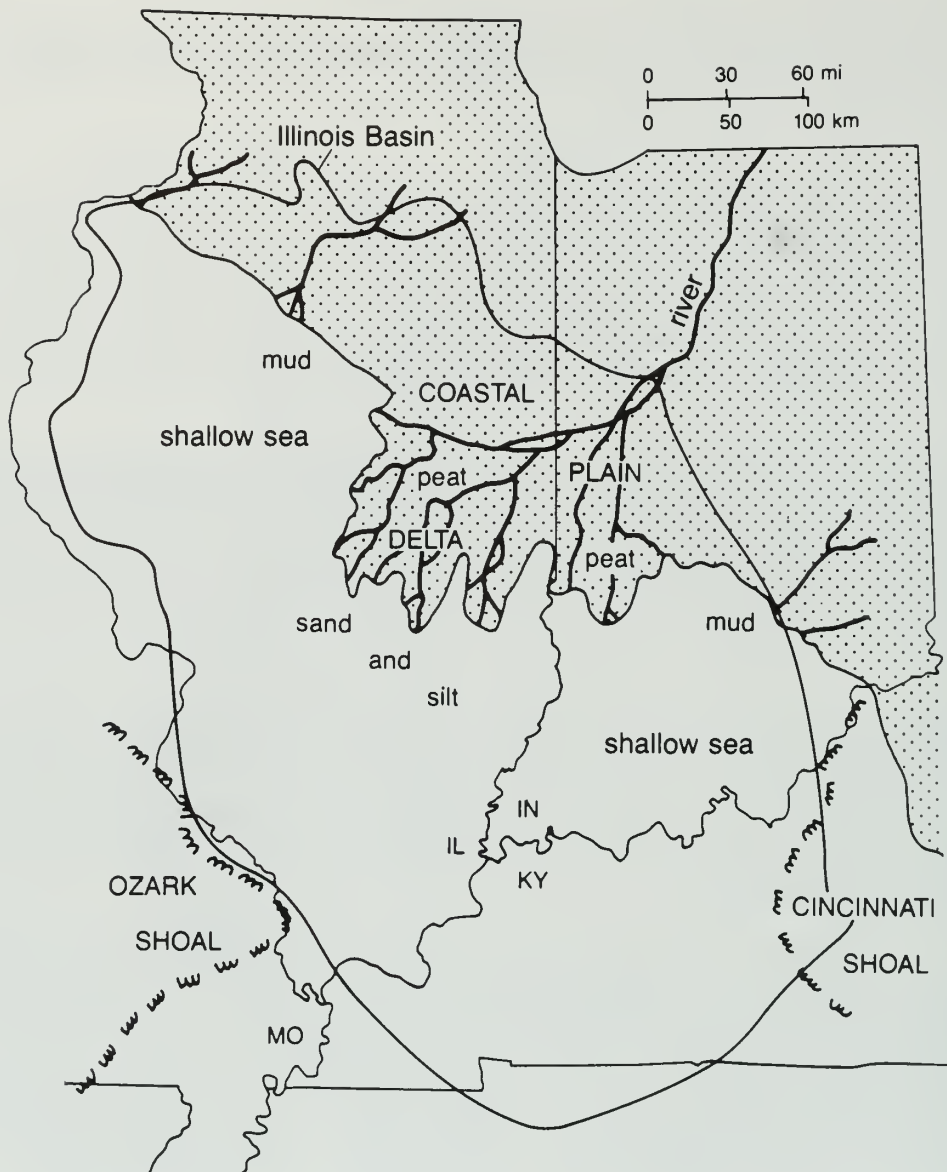 0 30 60 mi
0 50 100 km
Illinois Basin
river
mud
COASTAL
shallow sea
peat
PLAIN
DELTA
peat
sand
mud
and
silt
shallow sea
IN
IL
KY
OZARK
CINCINNATI
SHOAL
SHOAL
MO